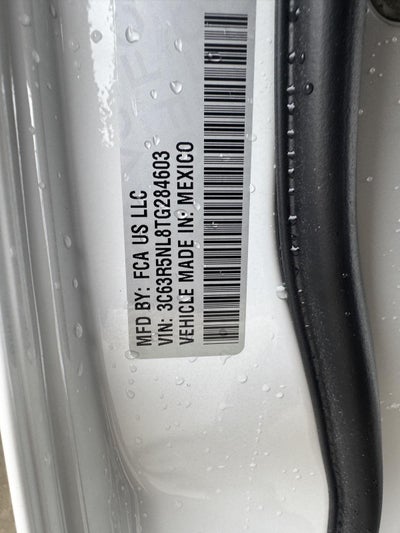 MFD BY: FCA US LLC
VIN: 3C63R5NL8TG284603
VEHICLE MADE IN: MEXICO